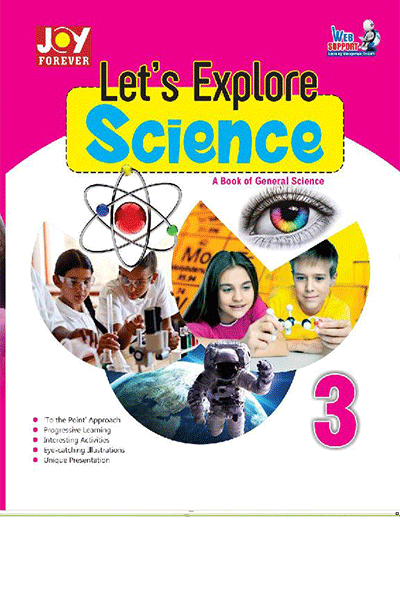 JOY
FOREVER
WEB
SUPPORT
Let's Explore
Science
A Book of General Science
Mo
3
'To the Point' Approach
Progressive Learning
Interesting Activities
Eye-catching Illustrations
Unique Presentation